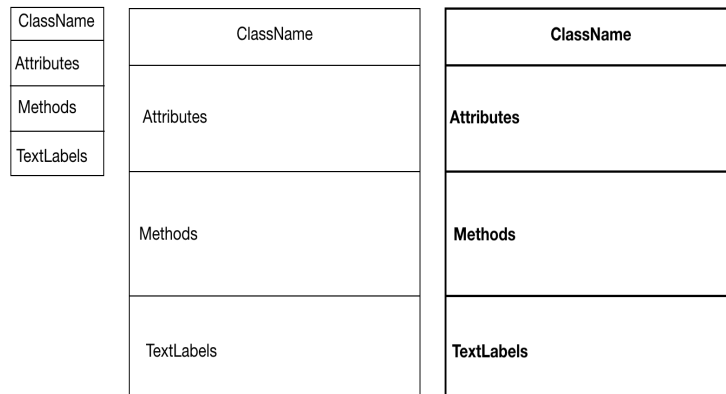 ClassName
Attributes
Methods
TextLabels
ClassName
Attributes
Methods
TextLabels
ClassName
Attributes
Methods
TextLabels